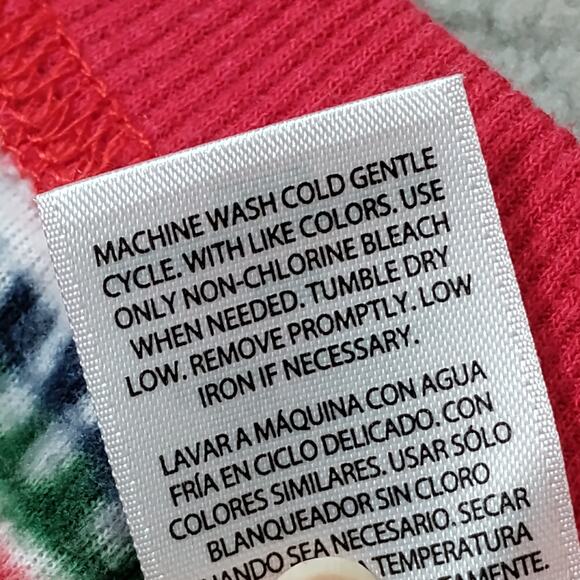 MACHINE WASH COLD GENTLE
CYCLE. WITH LIKE COLORS. USE
ONLY NON-CHLORINE BLEACH
WHEN NEEDED. TUMBLE DRY
LOW. REMOVE PROMPTLY. LOW
IRON IF NECESSARY.
LAVAR A MÁQUINA CON AGUA
FRÍA EN CICLO DELICADO. CON
COLORES SIMILARES. USAR SÓLO
BLANQUEADOR SIN CLORO
SEA NECESARIO. SECAR
TEMPERATURA